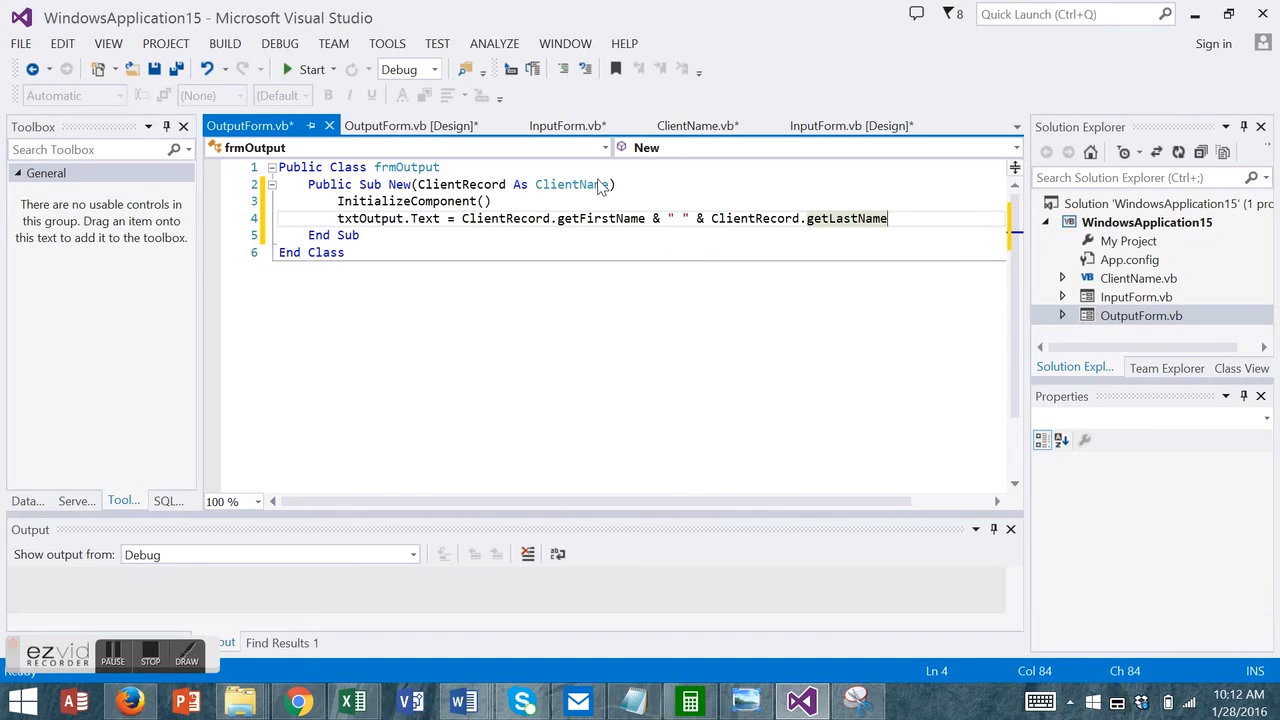 WindowsApplication15 - Microsoft Visual Studio
8
Quick Launch (Ctrl+Q)
FILE EDIT VIEW PROJECT BUILD DEBUG TEAM TOOLS TEST ANALYZE WINDOW HELP
Sign in
Start
Debug
Automatic
(None)
(Default
Toolbox
Search Toolbox
General
There are no usable controls in
this group. Drag an item onto
this text to add it to the toolbox.
Data... Serve... Tool... SQL...
OutputForm.vb* OutputForm.vb [Design]* InputForm.vb* ClientName.vb* InputForm.vb [Design]*
frmOutput
New
1 Public Class frmOutput
2 Public Sub New(ClientRecord As ClientName)
3 InitializeComponent()
4 txtOutput.Text = ClientRecord.getFirstName & " " & ClientRecord.getLastName
5 End Sub
6 End Class
100 %
Solution Explorer
Search Solution Explorer (Ctrl+;)
Solution 'WindowsApplication15' (
WindowsApplication15
My Project
App.config
ClientName.vb
InputForm.vb
OutputForm.vb
Solution Expl... Team Explorer Class View
Properties
Output
Show output from: Debug
Find Results 1
ezvid
RECORDER
PAUSE STOP DRAW
Ready
Ln 4 Col 84 Ch 84 INS
10:12 AM
1/28/2016